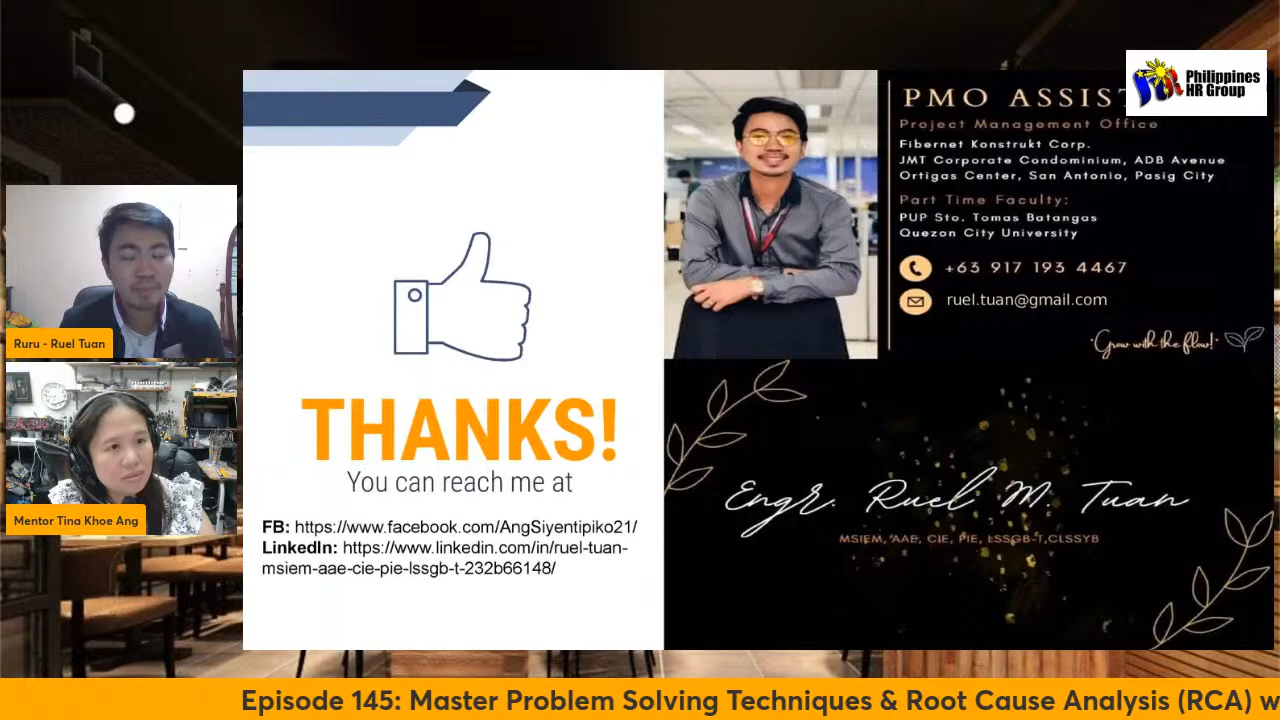 Philippines
HR Group
PMO ASSIST
Project Management Office
Fibernet Konstrukt Corp.
JMT Corporate Condominium, ADB Avenue
Ortigas Center, San Antonio, Pasig City
Part Time Faculty:
PUP Sto. Tomas Batangas
Quezon City University
+63 917 193 4467
ruel.tuan@gmail.com
"Grow with the flow!"
Ruru - Ruel Tuan
Mentor Tina Khoe Ang
THANKS!
You can reach me at
FB: https://www.facebook.com/AngSiyentipiko21/
LinkedIn: https://www.linkedin.com/in/ruel-tuan-
msiem-aae-cie-pie-lssgb-t-232b66148/
Engr. Ruel M. Tuan
MSIEM, AAE, CIE, PIE, LSSGB-T,CLSSYB
Episode 145: Master Problem Solving Techniques & Root Cause Analysis (RCA) w